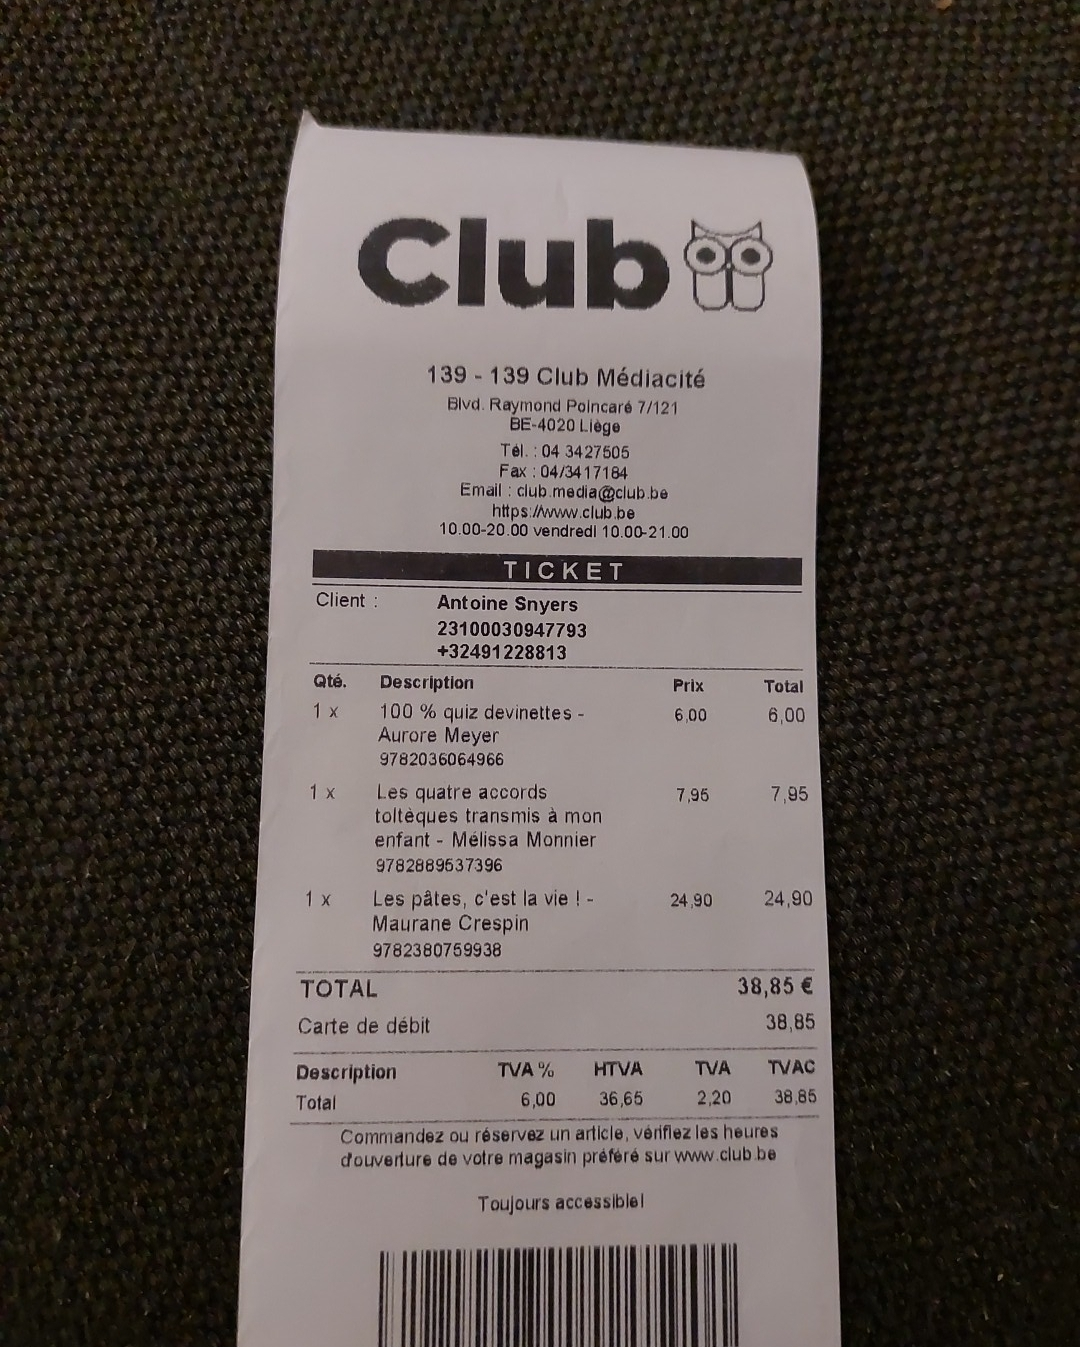 Club
139 - 139 Club Médiacité
Blvd. Raymond Poincaré 7/121
BE-4020 Liège
Tél. : 04 3427505
Fax : 04/3417184
Email : club.media@club.be
https://www.club.be
10.00-20.00 vendredi 10.00-21.00
TICKET
Client : Antoine Snyers
23100030947793
+32491228813
Qté. Description Prix Total
1 x 100 % quiz devinettes - 6,00 6,00
Aurore Meyer
9782036064966
1 x Les quatre accords 7,95 7,95
toltèques transmis à mon
enfant - Mélissa Monnier
9782889537396
1 x Les pâtes, c'est la vie ! - 24,90 24,90
Maurane Crespin
9782380759938
TOTAL 38,85 €
Carte de débit 38,85
Description TVA % HTVA TVA TVAC
Total 6,00 36,65 2,20 38,85
Commandez ou réservez un article, vérifiez les heures
d'ouverture de votre magasin préféré sur www.club.be
Toujours accessible!